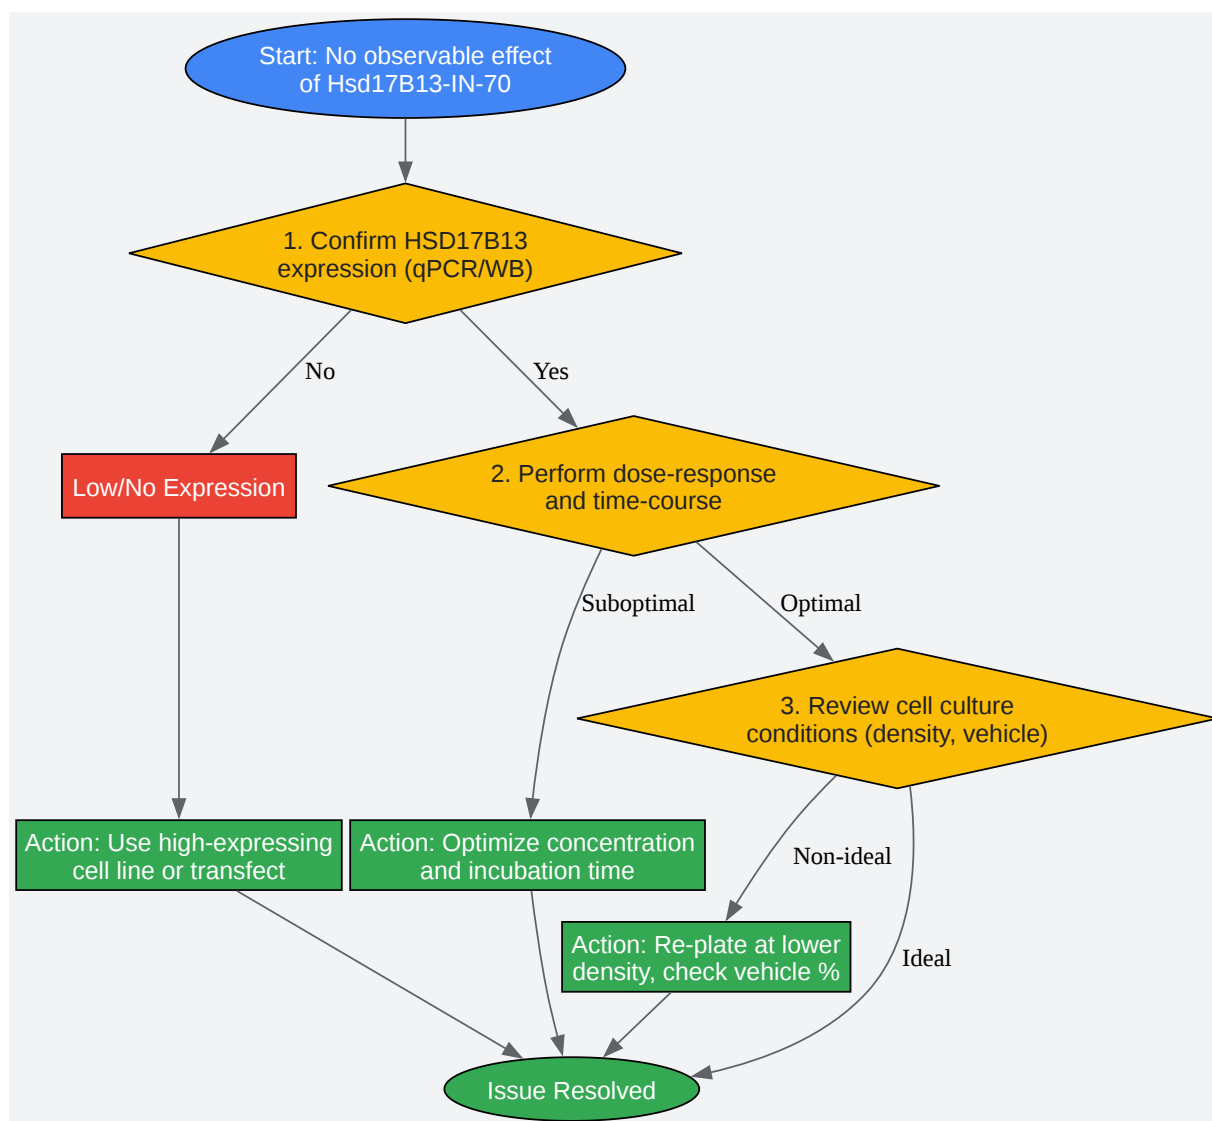 Start: No observable effect
of Hsd17B13-IN-70
1. Confirm HSD17B13
expression (qPCR/WB)
No
Yes
Low/No Expression
2. Perform dose-response
and time-course
Suboptimal
Optimal
3. Review cell culture
conditions (density, vehicle)
Action: Use high-expressing
cell line or transfect
Action: Optimize concentration
and incubation time
Non-ideal
Action: Re-plate at lower
density, check vehicle %
Ideal
Issue Resolved